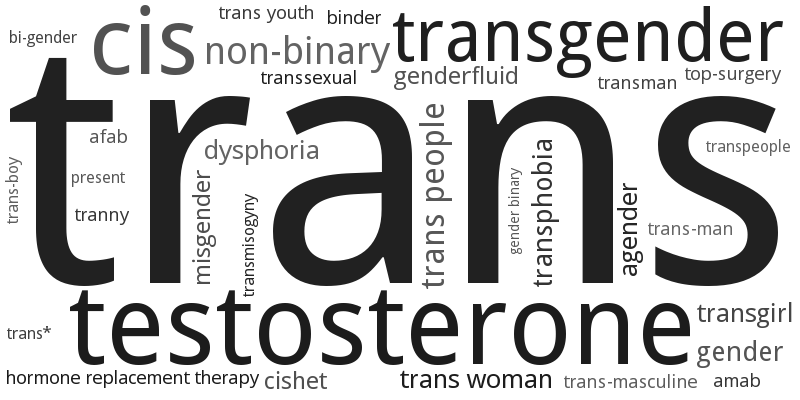 trans youth
binder
bi-gender
cis
non-binary
transgender
transsexual
genderfluid
transman
top-surgery
trans
afab
dysphoria
trans people
transpeople
trans-boy
present
misgender
tranny
transmisogyny
gender binary
transphobia
agender
trans-man
testosterone
transgirl
trans*
gender
hormone replacement therapy
cishet
trans woman
trans-masculine
amab